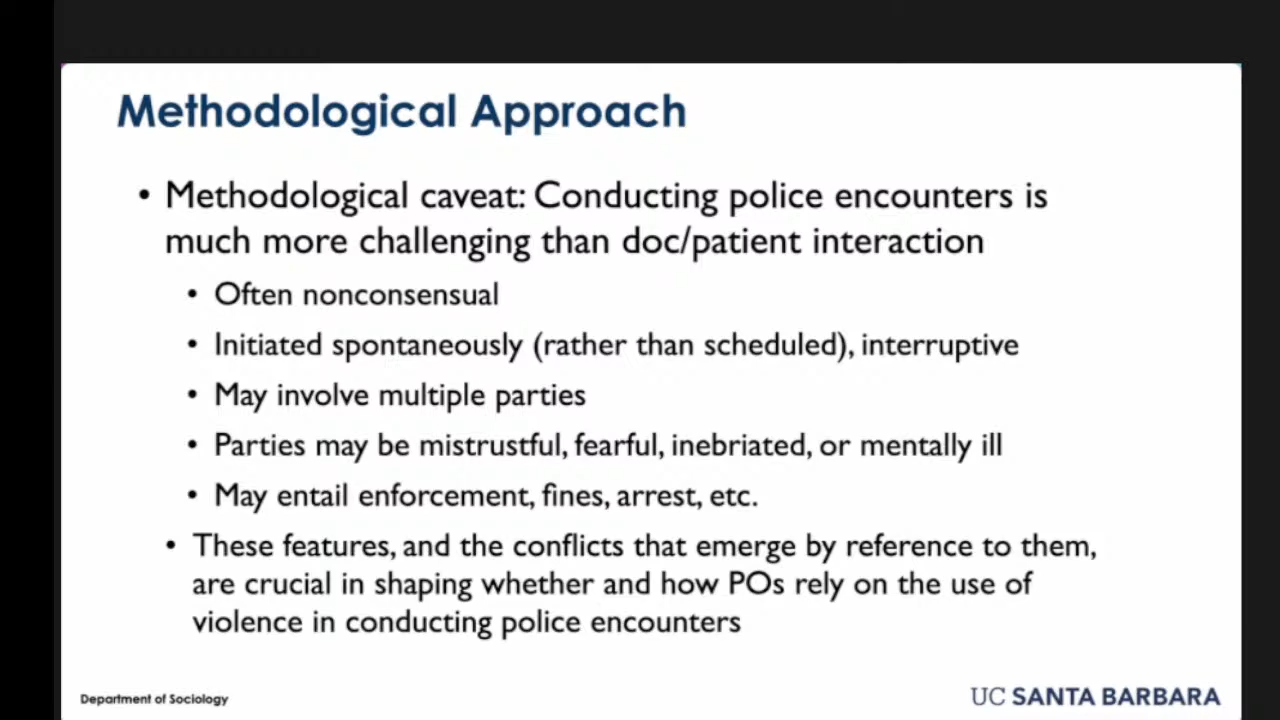 Methodological Approach
• Methodological caveat: Conducting police encounters is
much more challenging than doc/patient interaction
• Often nonconsensual
• Initiated spontaneously (rather than scheduled), interruptive
• May involve multiple parties
• Parties may be mistrustful, fearful, inebriated, or mentally ill
• May entail enforcement, fines, arrest, etc.
• These features, and the conflicts that emerge by reference to them,
are crucial in shaping whether and how POs rely on the use of
violence in conducting police encounters
Department of Sociology
UC SANTA BARBARA